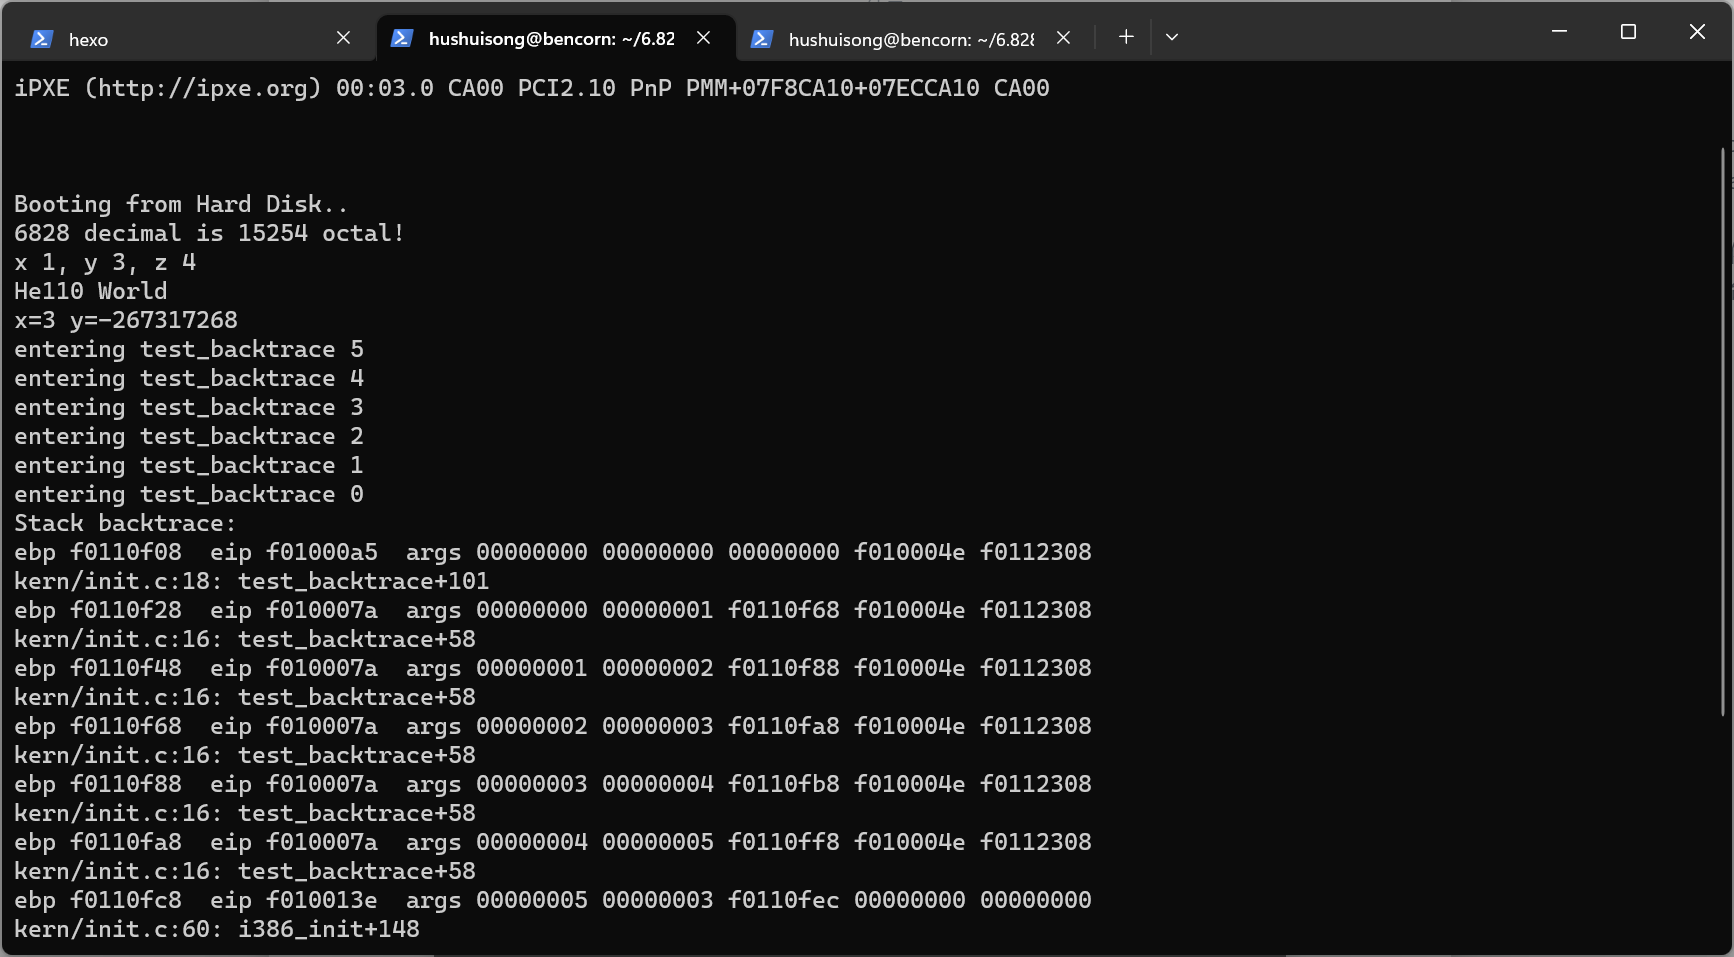 hexo
hushuisong@bencorn: ~/6.82
hushuisong@bencorn: ~/6.828
iPXE (http://ipxe.org) 00:03.0 CA00 PCI2.10 PnP PMM+07F8CA10+07ECCA10 CA00
Booting from Hard Disk..
6828 decimal is 15254 octal!
x 1, y 3, z 4
He110 World
x=3 y=-267317268
entering test_backtrace 5
entering test_backtrace 4
entering test_backtrace 3
entering test_backtrace 2
entering test_backtrace 1
entering test_backtrace 0
Stack backtrace:
ebp f0110f08  eip f01000a5  args 00000000 00000000 00000000 f010004e f0112308
kern/init.c:18: test_backtrace+101
ebp f0110f28  eip f010007a  args 00000000 00000001 f0110f68 f010004e f0112308
kern/init.c:16: test_backtrace+58
ebp f0110f48  eip f010007a  args 00000001 00000002 f0110f88 f010004e f0112308
kern/init.c:16: test_backtrace+58
ebp f0110f68  eip f010007a  args 00000002 00000003 f0110fa8 f010004e f0112308
kern/init.c:16: test_backtrace+58
ebp f0110f88  eip f010007a  args 00000003 00000004 f0110fb8 f010004e f0112308
kern/init.c:16: test_backtrace+58
ebp f0110fa8  eip f010007a  args 00000004 00000005 f0110ff8 f010004e f0112308
kern/init.c:16: test_backtrace+58
ebp f0110fc8  eip f010013e  args 00000005 00000003 f0110fec 00000000 00000000
kern/init.c:60: i386_init+148